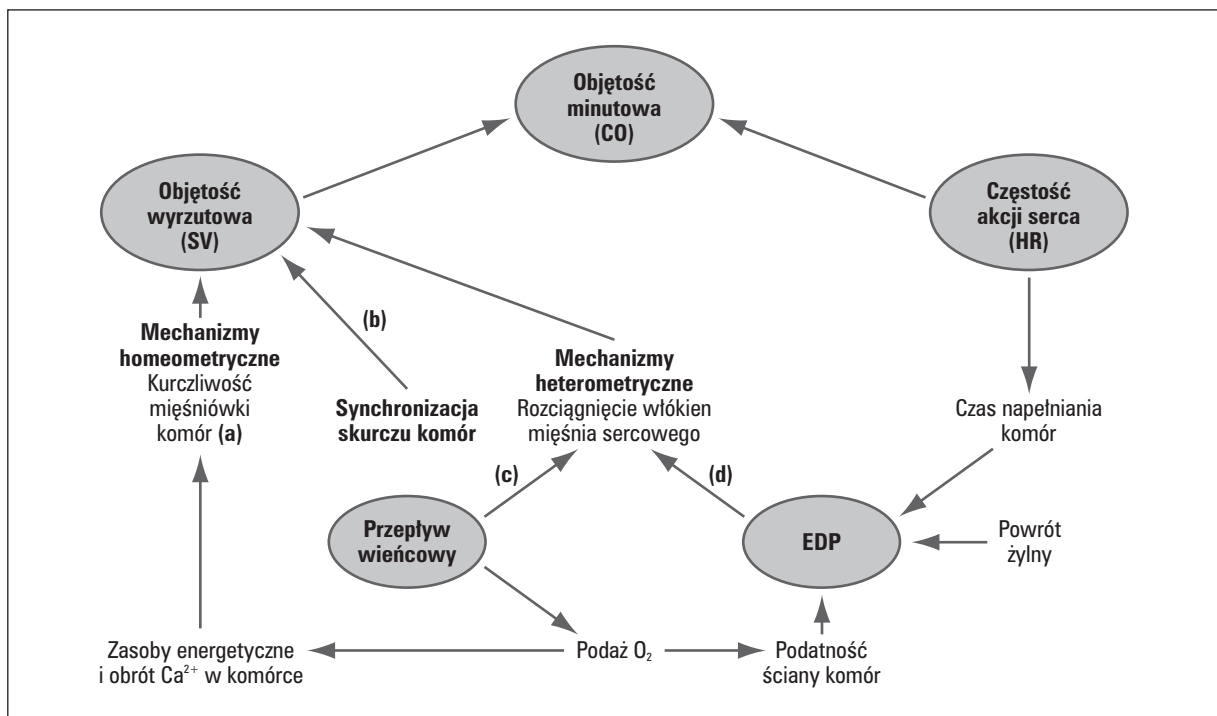 Objętość
minutowa
(CO)
Objętość
wyrzutowa
(SV)
Częstość
akcji serca
(HR)
(b)
Mechanizmy
homeometryczne
Kurczliwość
mięśniówki
komór (a)
Synchronizacja
skurczu komór
Mechanizmy
heterometryczne
Rozciągnięcie włókien
mięśnia sercowego
Czas napełniania
komór
(c)
(d)
Przepływ
wieńcowy
EDP
Powrót
żylny
Zasoby energetyczne
i obrót Ca²⁺ w komórce
Podaż O₂
Podatność
ściany komór